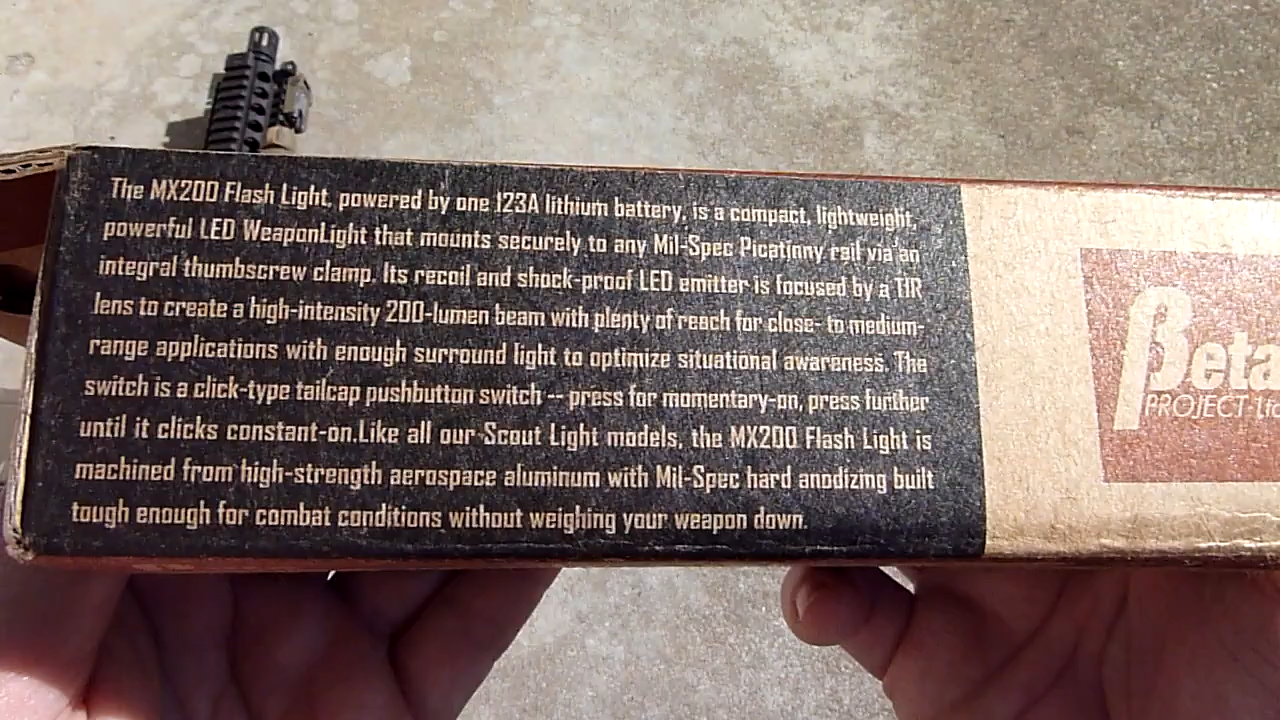 The MX200 Flash Light, powered by one 123A lithium battery, is a compact, lightweight,
powerful LED WeaponLight that mounts securely to any Mil-Spec Picatinny rail via an
integral thumbscrew clamp. Its recoil and shock-proof LED emitter is focused by a TIR
lens to create a high-intensity 200-lumen beam with plenty of reach for close- to medium-
range applications with enough surround light to optimize situational awareness. The
switch is a click-type tailcap pushbutton switch -- press for momentary-on, press further
until it clicks constant-on.Like all our Scout Light models, the MX200 Flash Light is
machined from high-strength aerospace aluminum with Mil-Spec hard anodizing built
tough enough for combat conditions without weighing your weapon down.
βeta
PROJECT Ltd